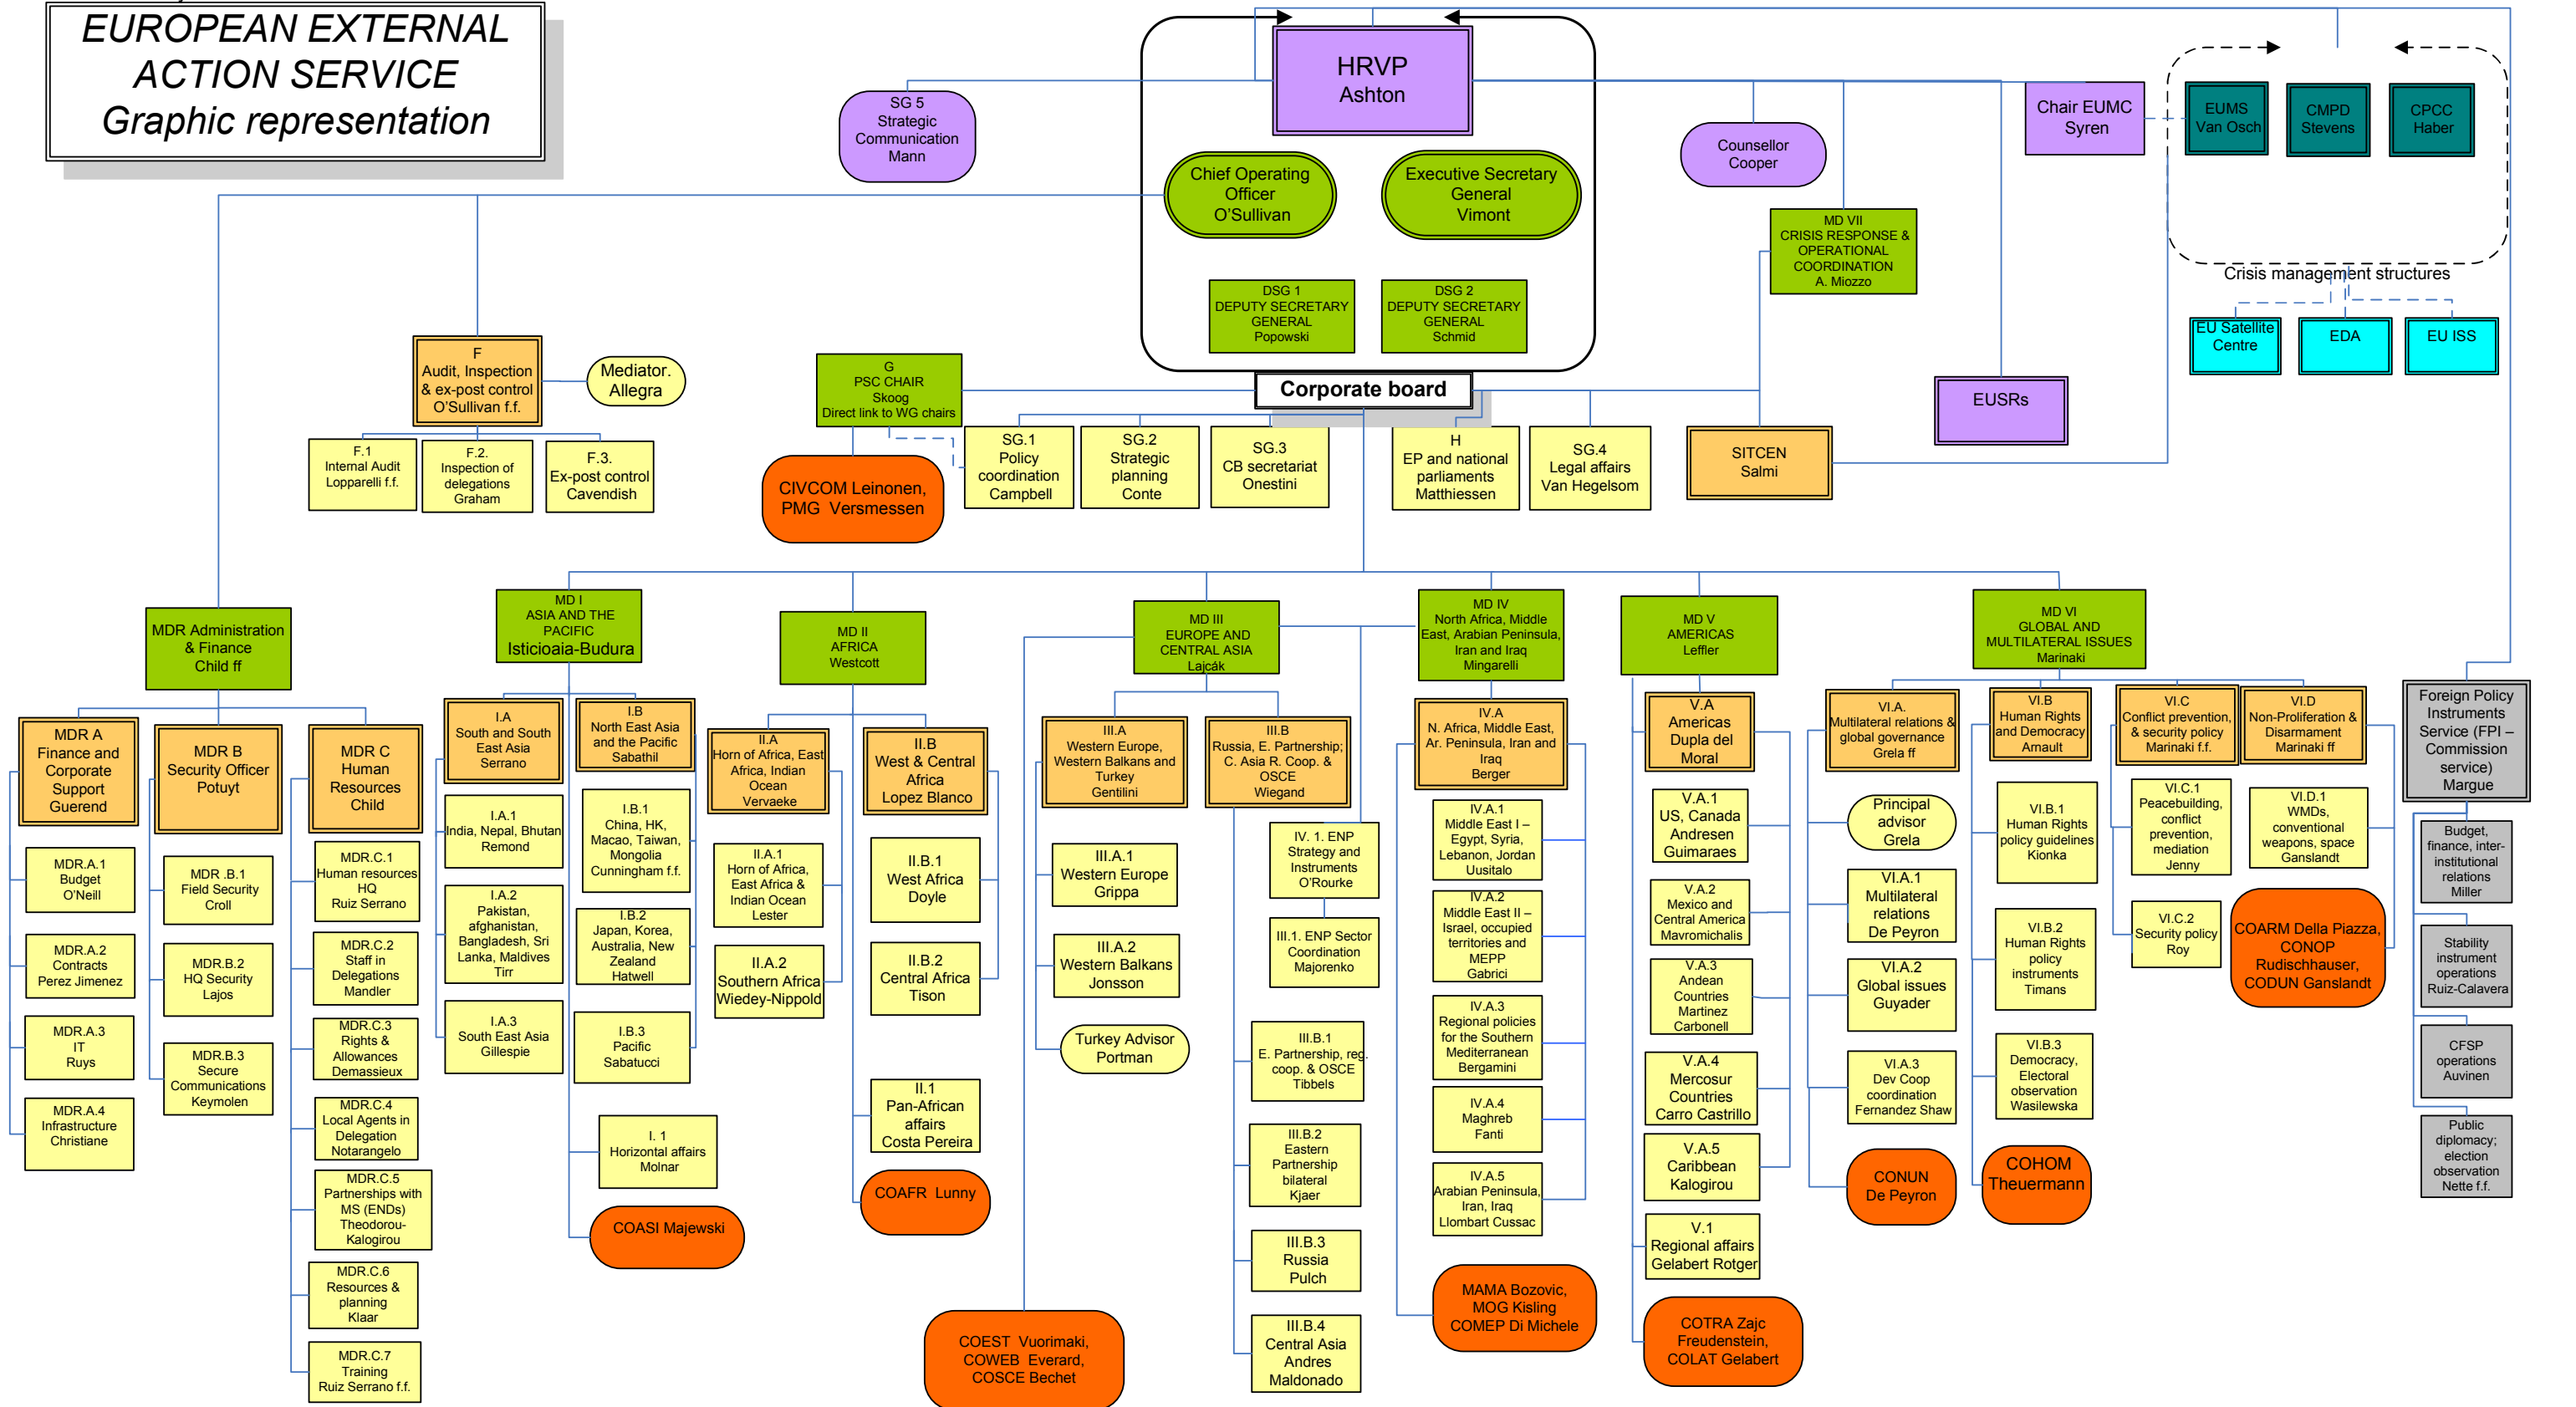 EUROPEAN EXTERNAL
ACTION SERVICE
Graphic representation
HRVP
Ashton
SG 5
Strategic
Communication
Mann
Counsellor
Cooper
Chair EUMC
Syren
EUMS
Van Osch
CMPD
Stevens
CPCC
Haber
Chief Operating
Officer
O'Sullivan
Executive Secretary
General
Vimont
MD VII
CRISIS RESPONSE &
OPERATIONAL
COORDINATION
A. Miozzo
Crisis management structures
DSG 1
DEPUTY SECRETARY
GENERAL
Popowski
DSG 2
DEPUTY SECRETARY
GENERAL
Schmid
EU Satellite
Centre
EDA
EU ISS
F
Audit, Inspection
& ex-post control
O'Sullivan f.f.
Mediator.
Allegra
G
PSC CHAIR
Skoog
Direct link to WG chairs
Corporate board
EUSRs
F.1
Internal Audit
Lopparelli f.f.
F.2.
Inspection of
delegations
Graham
F.3.
Ex-post control
Cavendish
CIVCOM Leinonen,
PMG  Versmessen
SG.1
Policy
coordination
Campbell
SG.2
Strategic
planning
Conte
SG.3
CB secretariat
Onestini
H
EP and national
parliaments
Matthiessen
SG.4
Legal affairs
Van Hegelsom
SITCEN
Salmi
MDR Administration
& Finance
Child ff
MD I
ASIA AND THE
PACIFIC
Isticioaia-Budura
MD II
AFRICA
Westcott
MD III
EUROPE AND
CENTRAL ASIA
Lajcák
MD IV
North Africa, Middle
East, Arabian Peninsula,
Iran and Iraq
Mingarelli
MD V
AMERICAS
Leffler
MD VI
GLOBAL AND
MULTILATERAL ISSUES
Marinaki
MDR A
Finance and
Corporate
Support
Guerend
MDR B
Security Officer
Potuyt
MDR C
Human
Resources
Child
I.A
South and South
East Asia
Serrano
I.B
North East Asia
and the Pacific
Sabathil
II.A
Horn of Africa, East
Africa, Indian
Ocean
Vervaeke
II.B
West & Central
Africa
Lopez Blanco
III.A
Western Europe,
Western Balkans and
Turkey
Gentilini
III.B
Russia, E. Partnership;
C. Asia R. Coop. &
OSCE
Wiegand
IV.A
N. Africa, Middle East,
Ar. Peninsula, Iran and
Iraq
Berger
V.A
Americas
Dupla del
Moral
VI.A.
Multilateral relations &
global governance
Grela ff
VI.B
Human Rights
and Democracy
Arnault
VI.C
Conflict prevention,
& security policy
Marinaki f.f.
VI.D
Non-Proliferation &
Disarmament
Marinaki ff
Foreign Policy
Instruments
Service (FPI –
Commission
service)
Margue
MDR.A.1
Budget
O'Neill
MDR.A.2
Contracts
Perez Jimenez
MDR.A.3
IT
Ruys
MDR.A.4
Infrastructure
Christiane
MDR .B.1
Field Security
Croll
MDR.B.2
HQ Security
Lajos
MDR.B.3
Secure
Communications
Keymolen
MDR.C.1
Human resources
HQ
Ruiz Serrano
MDR.C.2
Staff in
Delegations
Mandler
MDR.C.3
Rights &
Allowances
Demassieux
MDR.C.4
Local Agents in
Delegation
Notarangelo
MDR.C.5
Partnerships with
MS (ENDs)
Theodorou-
Kalogirou
MDR.C.6
Resources &
planning
Klaar
MDR.C.7
Training
Ruiz Serrano f.f.
I.A.1
India, Nepal, Bhutan
Remond
I.A.2
Pakistan,
afghanistan,
Bangladesh, Sri
Lanka, Maldives
Tirr
I.A.3
South East Asia
Gillespie
I.B.1
China, HK,
Macao, Taiwan,
Mongolia
Cunningham f.f.
I.B.2
Japan, Korea,
Australia, New
Zealand
Hatwell
I.B.3
Pacific
Sabatucci
I. 1
Horizontal affairs
Molnar
COASI Majewski
II.A.1
Horn of Africa,
East Africa &
Indian Ocean
Lester
II.A.2
Southern Africa
Wiedey-Nippold
II.B.1
West Africa
Doyle
II.B.2
Central Africa
Tison
II.1
Pan-African
affairs
Costa Pereira
COAFR  Lunny
III.A.1
Western Europe
Grippa
III.A.2
Western Balkans
Jonsson
Turkey Advisor
Portman
COEST  Vuorimaki,
COWEB  Everard,
COSCE Bechet
IV. 1. ENP
Strategy and
Instruments
O'Rourke
III.1. ENP Sector
Coordination
Majorenko
III.B.1
E. Partnership, reg.
coop. & OSCE
Tibbels
III.B.2
Eastern
Partnership
bilateral
Kjaer
III.B.3
Russia
Pulch
III.B.4
Central Asia
Andres
Maldonado
IV.A.1
Middle East I –
Egypt, Syria,
Lebanon, Jordan
Uusitalo
IV.A.2
Middle East II –
Israel, occupied
territories and
MEPP
Gabrici
IV.A.3
Regional policies
for the Southern
Mediterranean
Bergamini
IV.A.4
Maghreb
Fanti
IV.A.5
Arabian Peninsula,
Iran, Iraq
Llombart Cussac
MAMA Bozovic,
MOG Kisling
COMEP Di Michele
V.A.1
US, Canada
Andresen
Guimaraes
V.A.2
Mexico and
Central America
Mavromichalis
V.A.3
Andean
Countries
Martinez
Carbonell
V.A.4
Mercosur
Countries
Carro Castrillo
V.A.5
Caribbean
Kalogirou
V.1
Regional affairs
Gelabert Rotger
COTRA Zajc
Freudenstein,
COLAT Gelabert
Principal
advisor
Grela
VI.A.1
Multilateral
relations
De Peyron
VI.A.2
Global issues
Guyader
VI.A.3
Dev Coop
coordination
Fernandez Shaw
CONUN
De Peyron
VI.B.1
Human Rights
policy guidelines
Kionka
VI.B.2
Human Rights
policy
instruments
Timans
VI.B.3
Democracy,
Electoral
observation
Wasilewska
COHOM
Theuermann
VI.C.1
Peacebuilding,
conflict
prevention,
mediation
Jenny
VI.C.2
Security policy
Roy
VI.D.1
WMDs,
conventional
weapons, space
Ganslandt
COARM Della Piazza,
CONOP
Rudischhauser,
CODUN Ganslandt
Budget,
finance, inter-
institutional
relations
Miller
Stability
instrument
operations
Ruiz-Calavera
CFSP
operations
Auvinen
Public
diplomacy;
election
observation
Nette f.f.